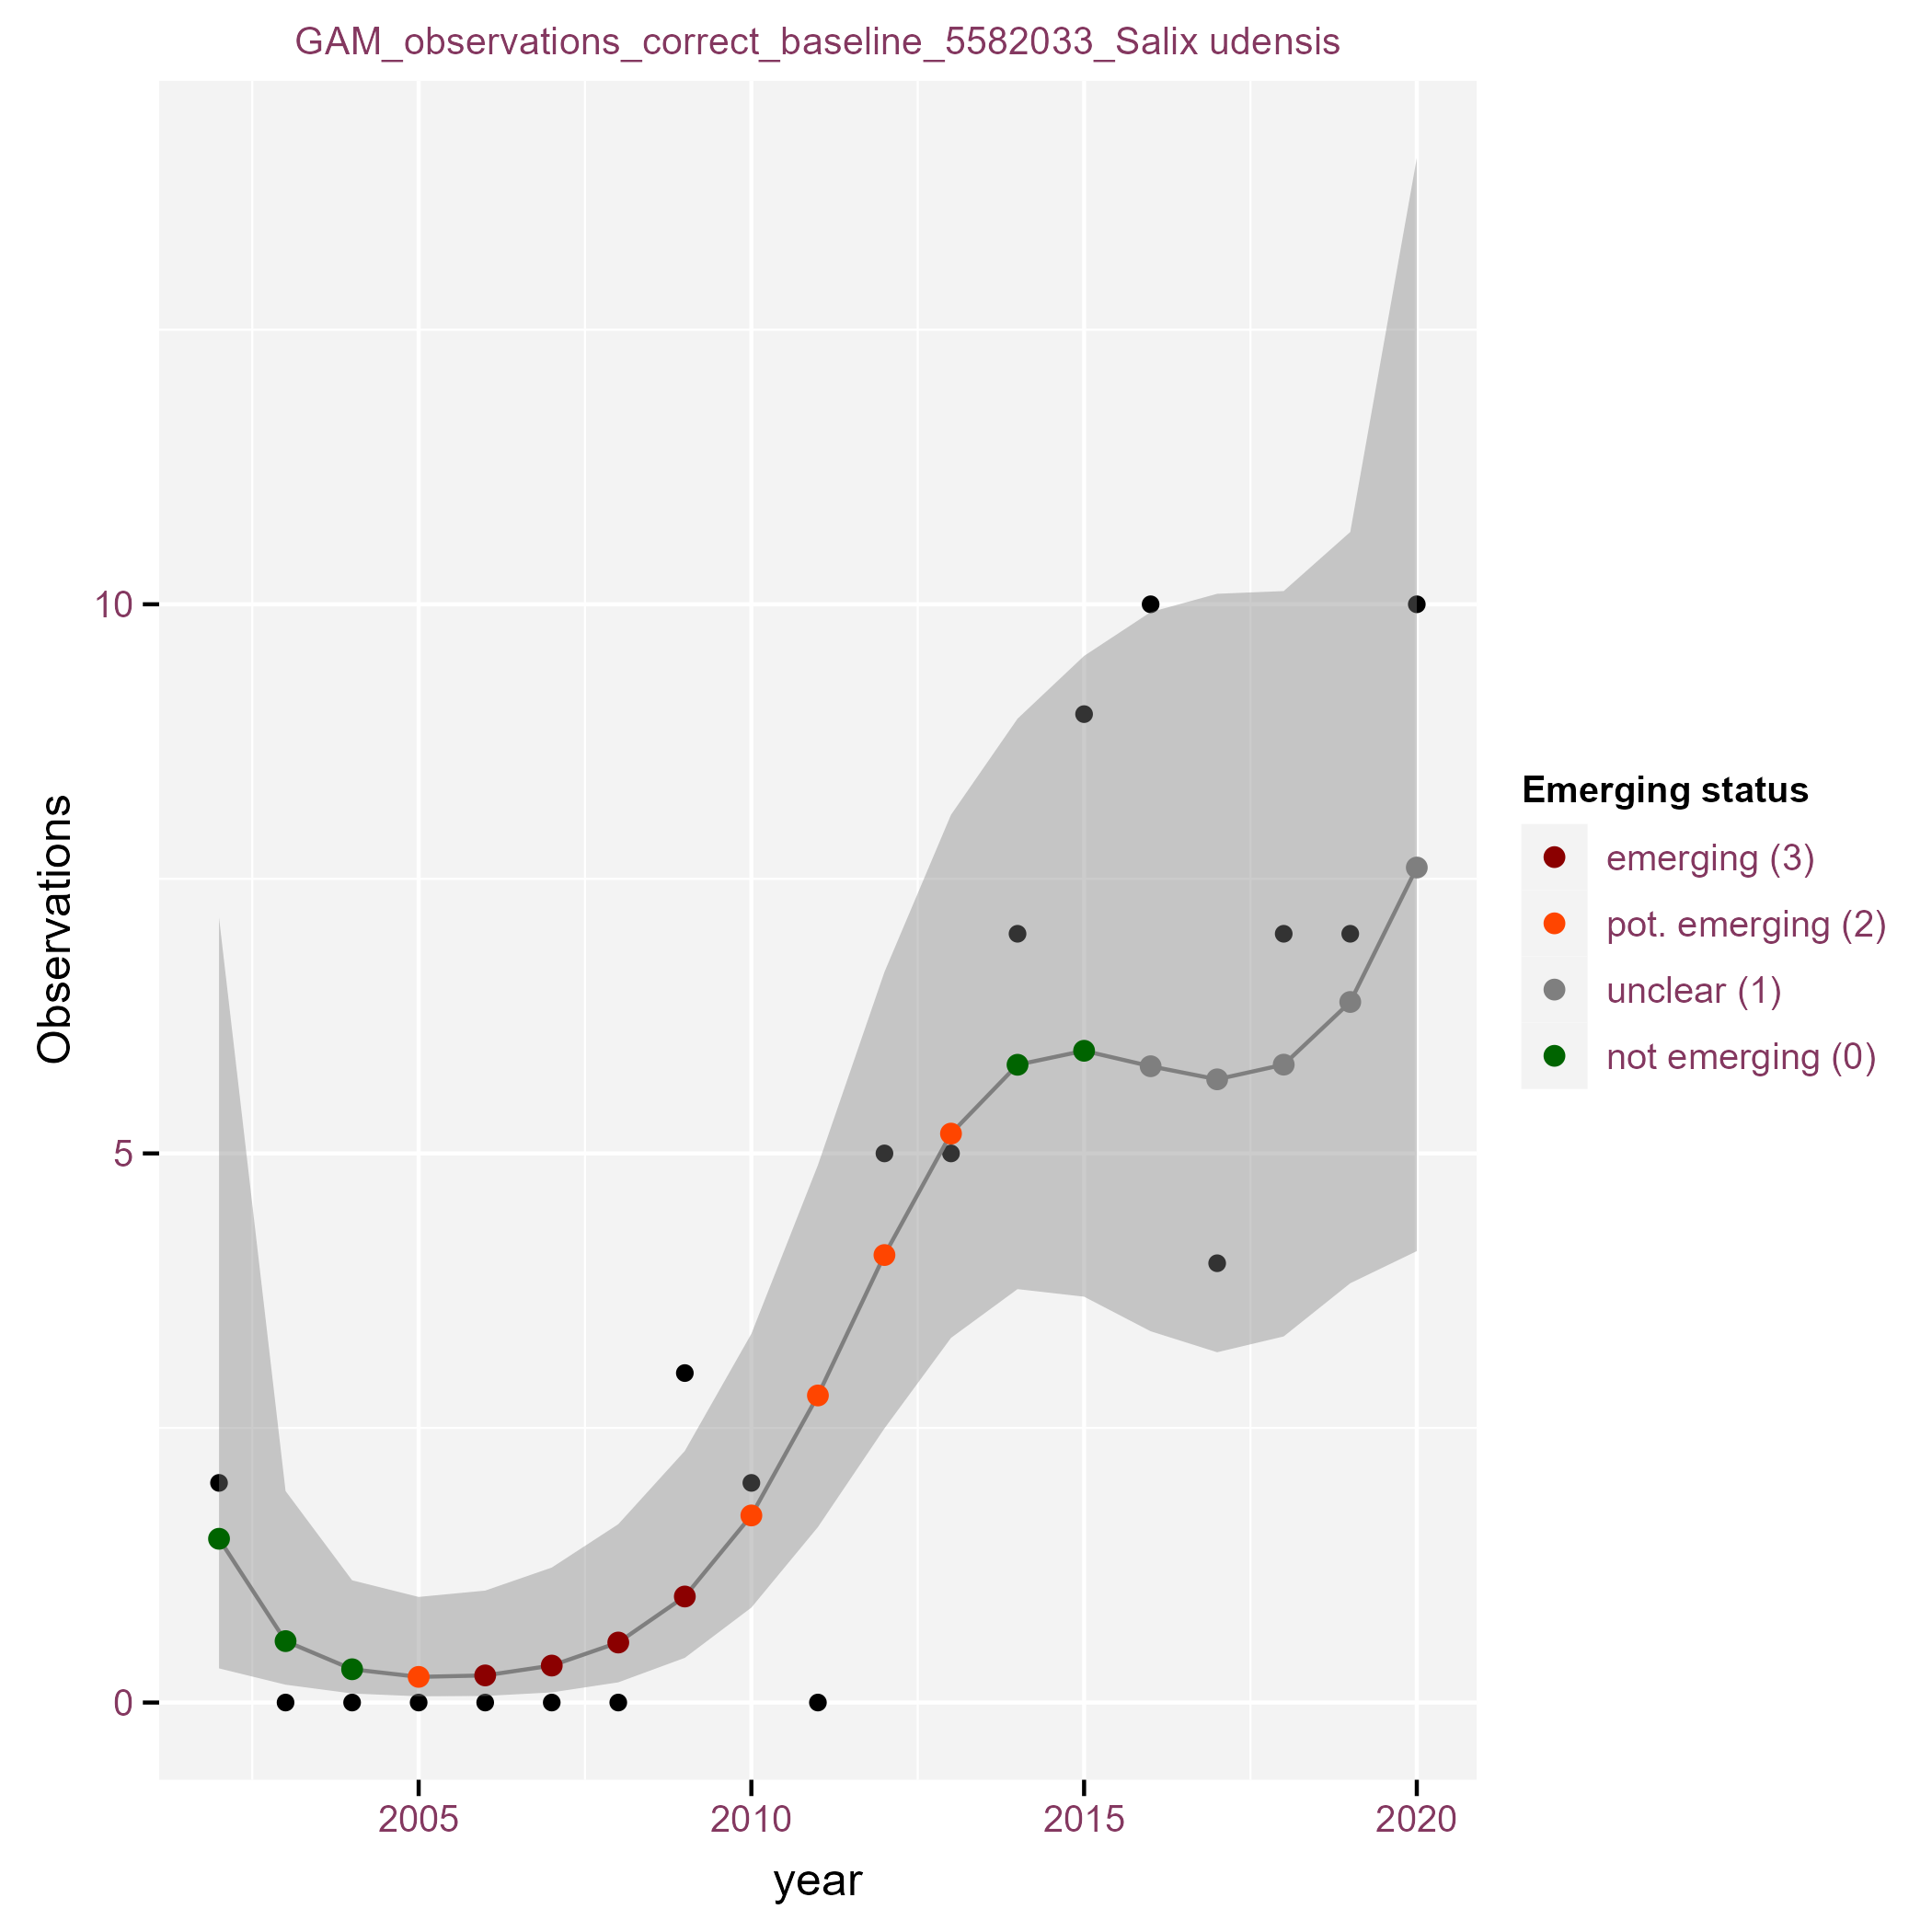 GAM_observations_correct_baseline_5582033_Salix udensis
Observations
10
5
0
2005
2010
2015
2020
year
Emerging status
emerging (3)
pot. emerging (2)
unclear (1)
not emerging (0)